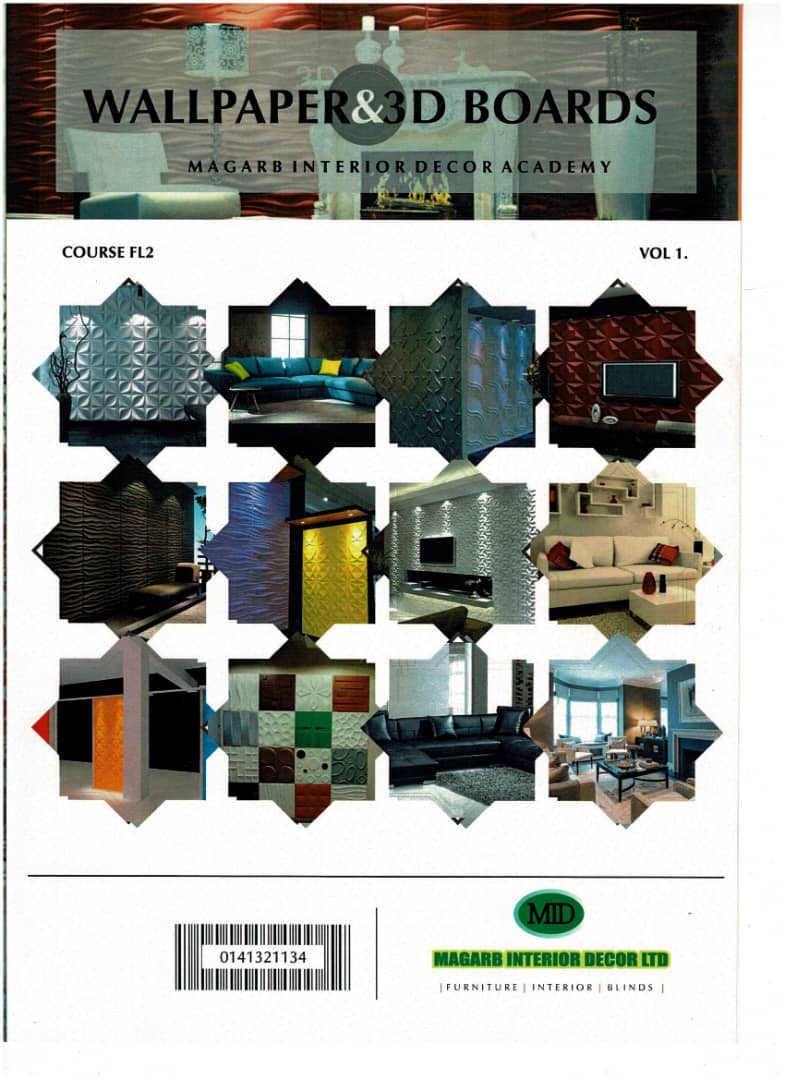 WALLPAPER&3D BOARDS
MAGARB INTERIOR DECOR ACADEMY
COURSE FL2
VOL 1.
0141321134
MID
MAGARB INTERIOR DECOR LTD
|FURNITURE | INTERIOR | BLINDS |